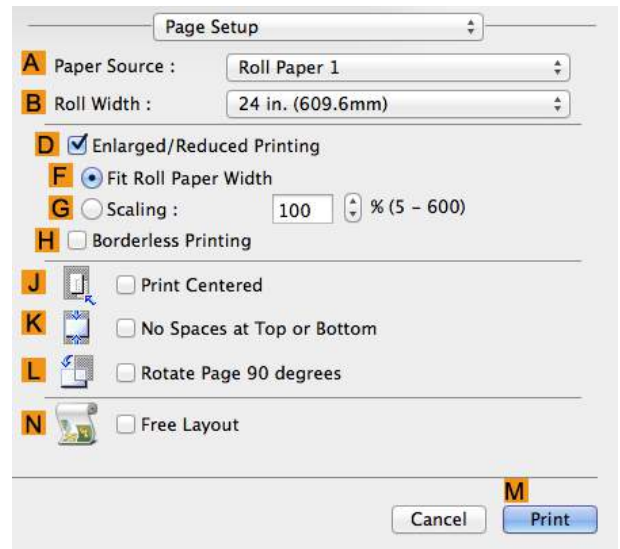 Page Setup
A Paper Source : Roll Paper 1
B Roll Width : 24 in. (609.6mm)
D Enlarged/Reduced Printing
F Fit Roll Paper Width
G Scaling : 100 % (5 – 600)
H Borderless Printing
J Print Centered
K No Spaces at Top or Bottom
L Rotate Page 90 degrees
N Free Layout
M
Cancel Print